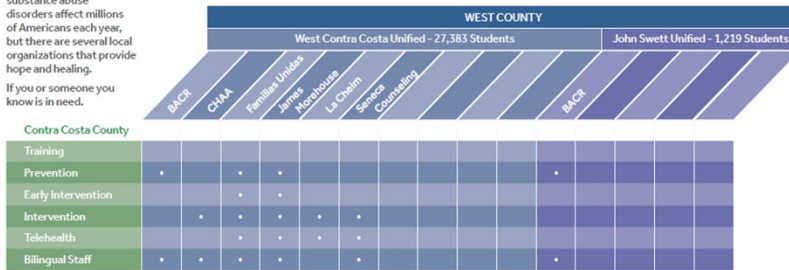 substance abuse
disorders affect millions
of Americans each year,
but there are several local
organizations that provide
hope and healing.
If you or someone you
know is in need.
WEST COUNTY
West Contra Costa Unified - 27,383 Students
John Swett Unified - 1,219 Students
BACR
CHAA
Familias Unidas
James
Morehouse
La Cheim
Seneca
Counseling
BACR
Contra Costa County
Training
Prevention
Early Intervention
Intervention
Telehealth
Bilingual Staff